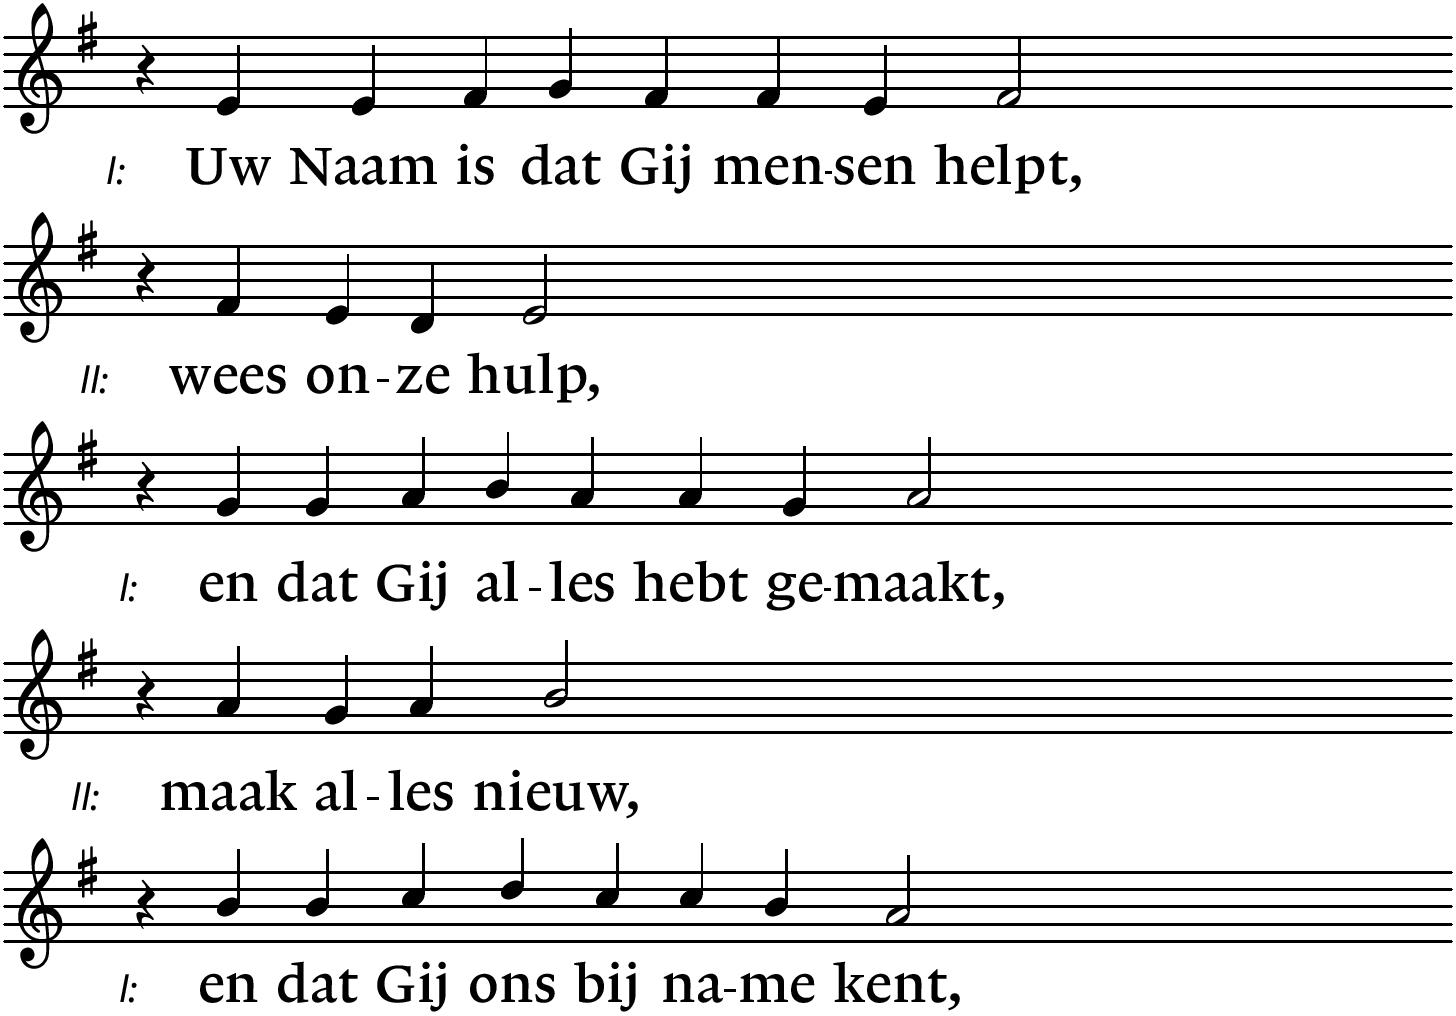 I: Uw Naam is dat Gij men-sen helpt,
II: wees on-ze hulp,
I: en dat Gij al-les hebt ge-maakt,
II: maak al-les nieuw,
I: en dat Gij ons bij na-me kent,